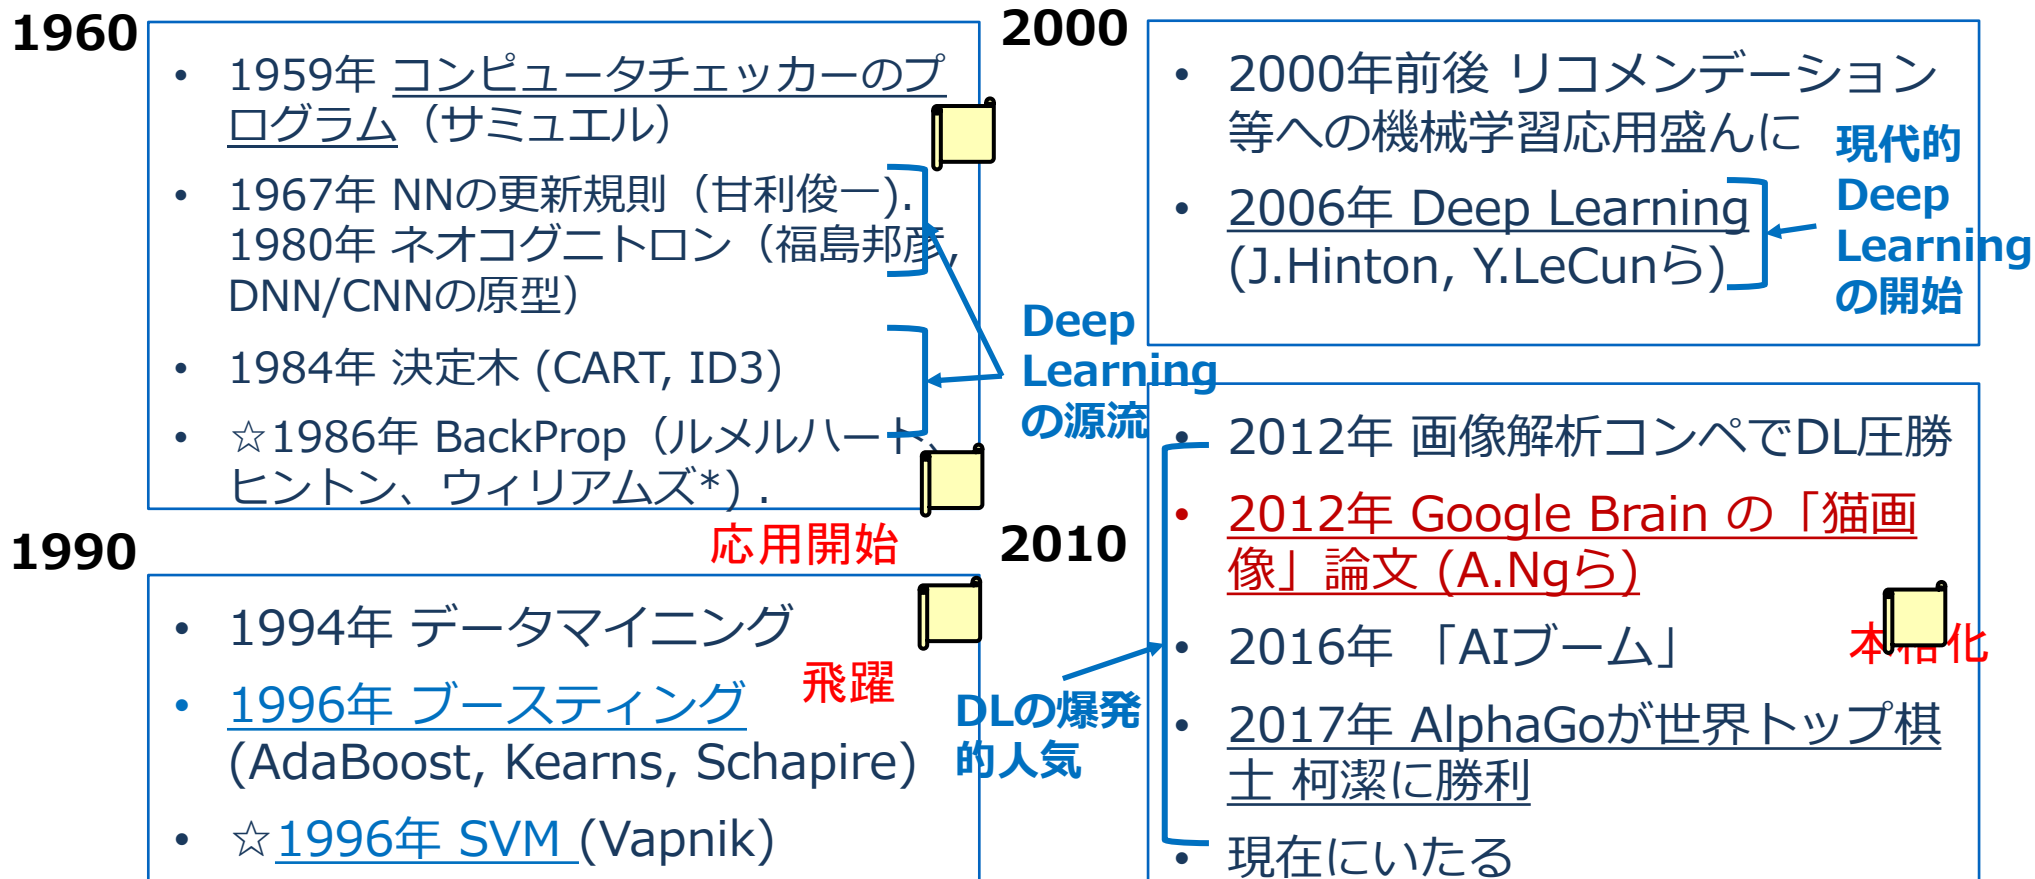 1960
• 1959年 コンピュータチェッカーのプ
ログラム（サミュエル）
• 1967年 NNの更新規則（甘利俊一).
1980年 ネオコグニトロン（福島邦彦,
DNN/CNNの原型）
• 1984年 決定木 (CART, ID3)
• ☆1986年 BackProp（ルメルハート、
ヒントン、ウィリアムズ*) .
Deep
Learning
の源流
応用開始
1990
• 1994年 データマイニング
飛躍
• 1996年 ブースティング
(AdaBoost, Kearns, Schapire)
• ☆1996年 SVM (Vapnik)
2000
• 2000年前後 リコメンデーション
等への機械学習応用盛んに
• 2006年 Deep Learning
(J.Hinton, Y.LeCunら)
現代的
Deep
Learning
の開始
2010
• 2012年 画像解析コンペでDL圧勝
• 2012年 Google Brain の「猫画
像」論文 (A.Ngら)
• 2016年 「AIブーム」
本格化
• 2017年 AlphaGoが世界トップ棋
士 柯潔に勝利
• 現在にいたる
DLの爆発
的人気